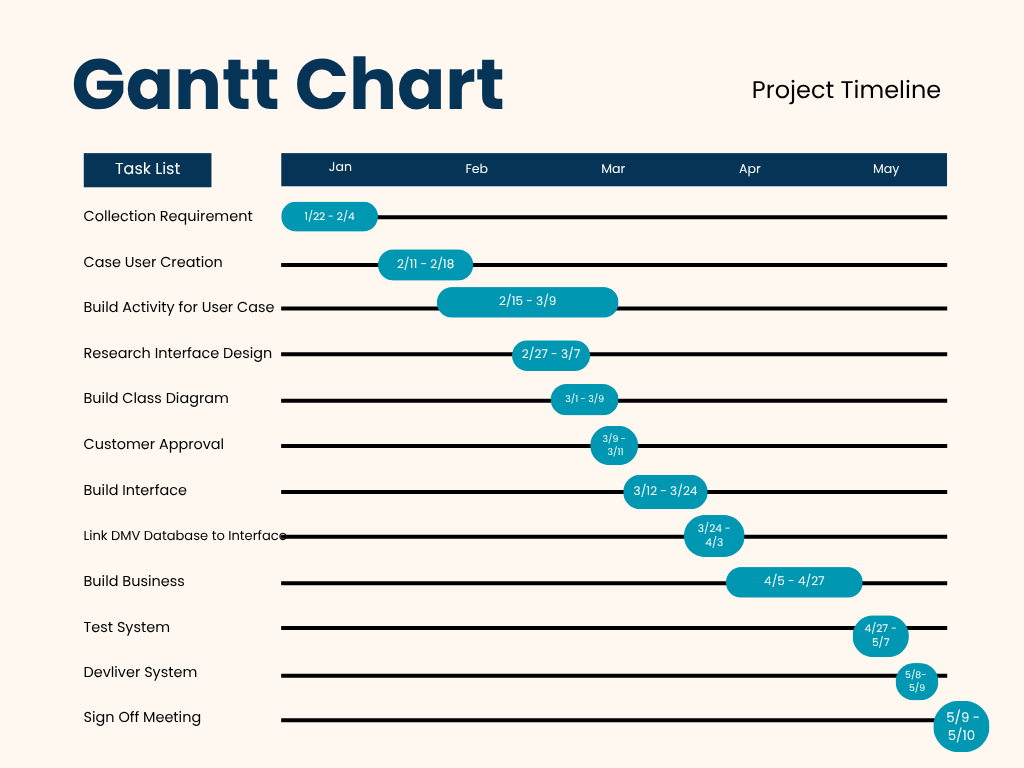 Gantt Chart
Project Timeline
Task List
Jan Feb Mar Apr May
Collection Requirement 1/22 - 2/4
Case User Creation 2/11 - 2/18
Build Activity for User Case 2/15 - 3/9
Research Interface Design 2/27 - 3/7
Build Class Diagram 3/1 - 3/9
Customer Approval 3/9 -
3/11
Build Interface 3/12 - 3/24
Link DMV Database to Interface 3/24 -
4/3
Build Business 4/5 - 4/27
Test System 4/27 -
5/7
Devliver System 5/8-
5/9
Sign Off Meeting 5/9 -
5/10